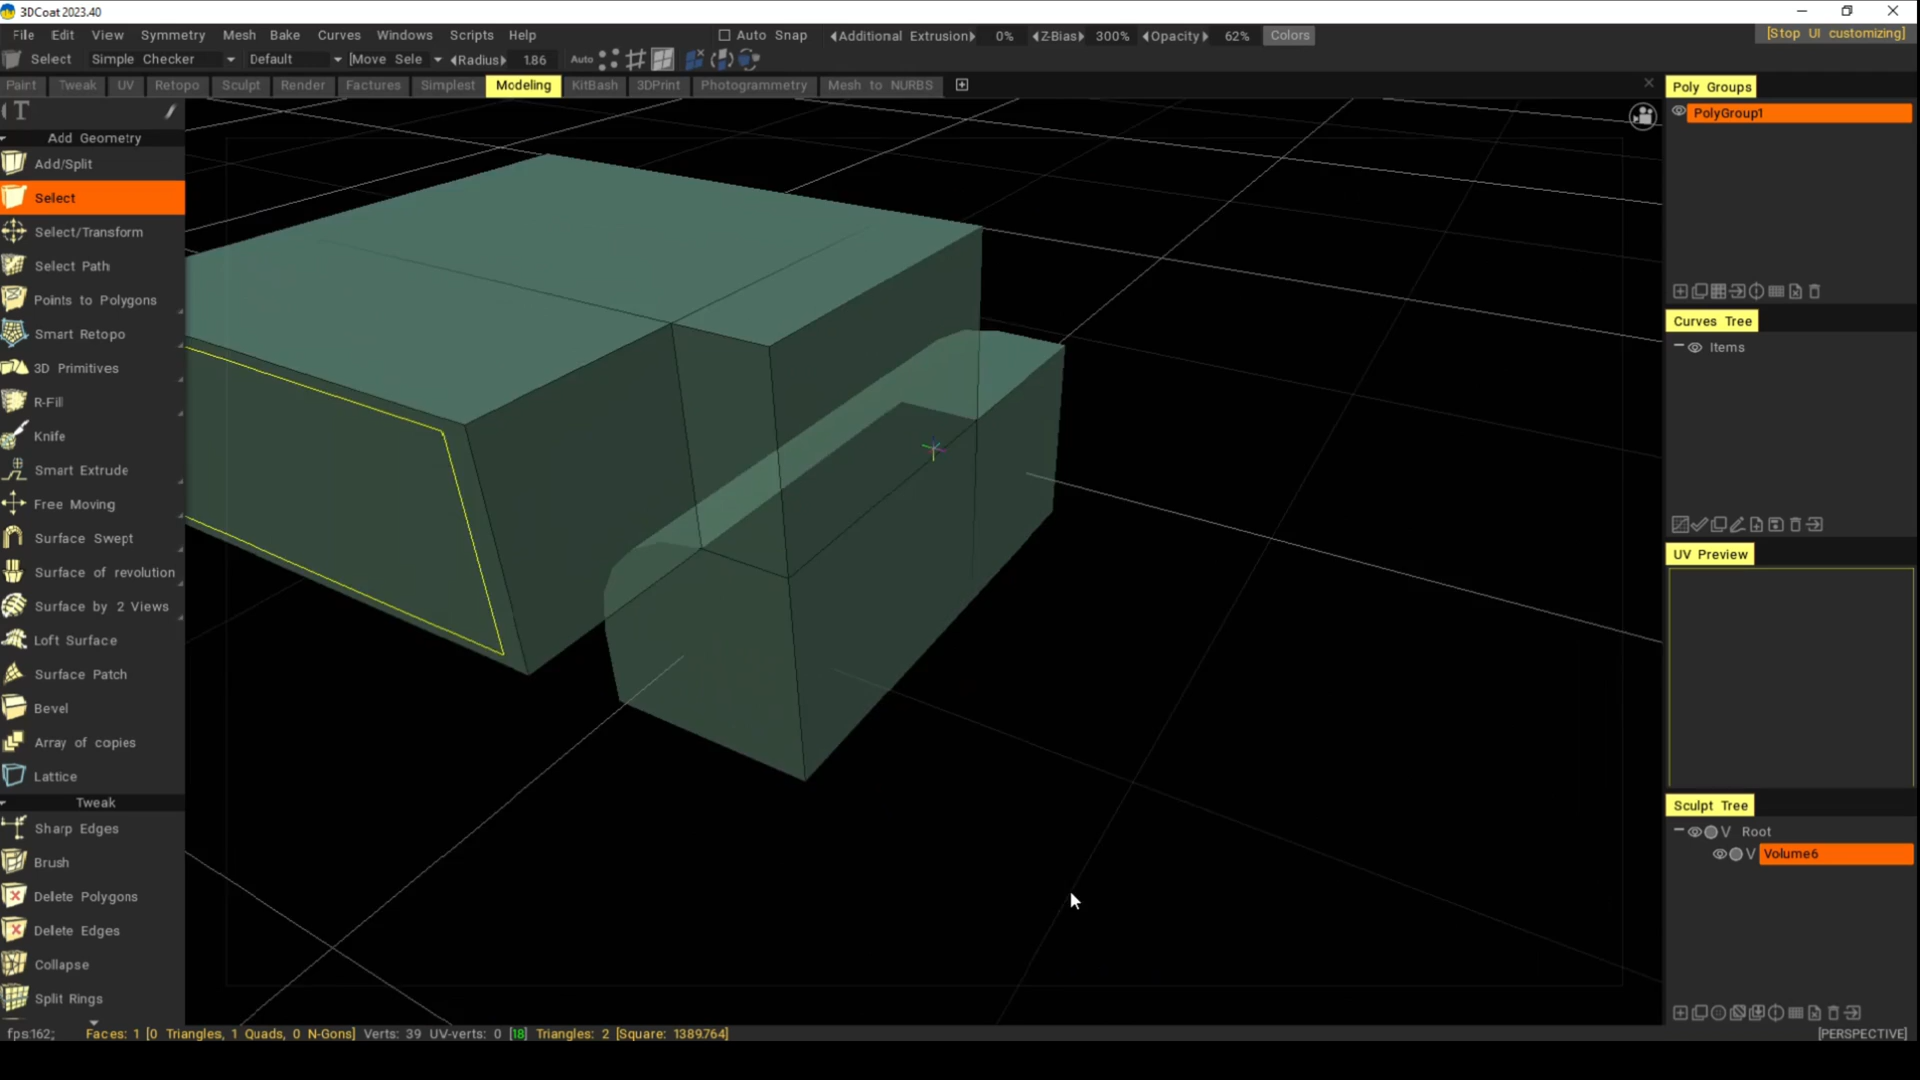 3DCoat 2023.40
File Edit View Symmetry Mesh Bake Curves Windows Scripts Help
Auto Snap Additional Extrusion 0% Z-Bias 300% Opacity 62% Colors
[Stop UI customizing]
Select Simple Checker Default [Move Sele Radius 1.86 Auto
Paint Tweak UV Retopo Sculpt Render Factures Simplest Modeling KitBash 3DPrint Photogrammetry Mesh to NURBS
T
Add Geometry
Add/Split
Select
Select/Transform
Select Path
Points to Polygons
Smart Retopo
3D Primitives
R-Fill
Knife
Smart Extrude
Free Moving
Surface Swept
Surface of revolution
Surface by 2 Views
Loft Surface
Surface Patch
Bevel
Array of copies
Lattice
Tweak
Sharp Edges
Brush
Delete Polygons
Delete Edges
Collapse
Split Rings
Poly Groups
PolyGroup1
Curves Tree
Items
UV Preview
Sculpt Tree
V Root
V Volume6
fps:162; Faces: 1 [0 Triangles, 1 Quads, 0 N-Gons] Verts: 39 UV-verts: 0 [18] Triangles: 2 [Square: 1389.764]
[PERSPECTIVE]